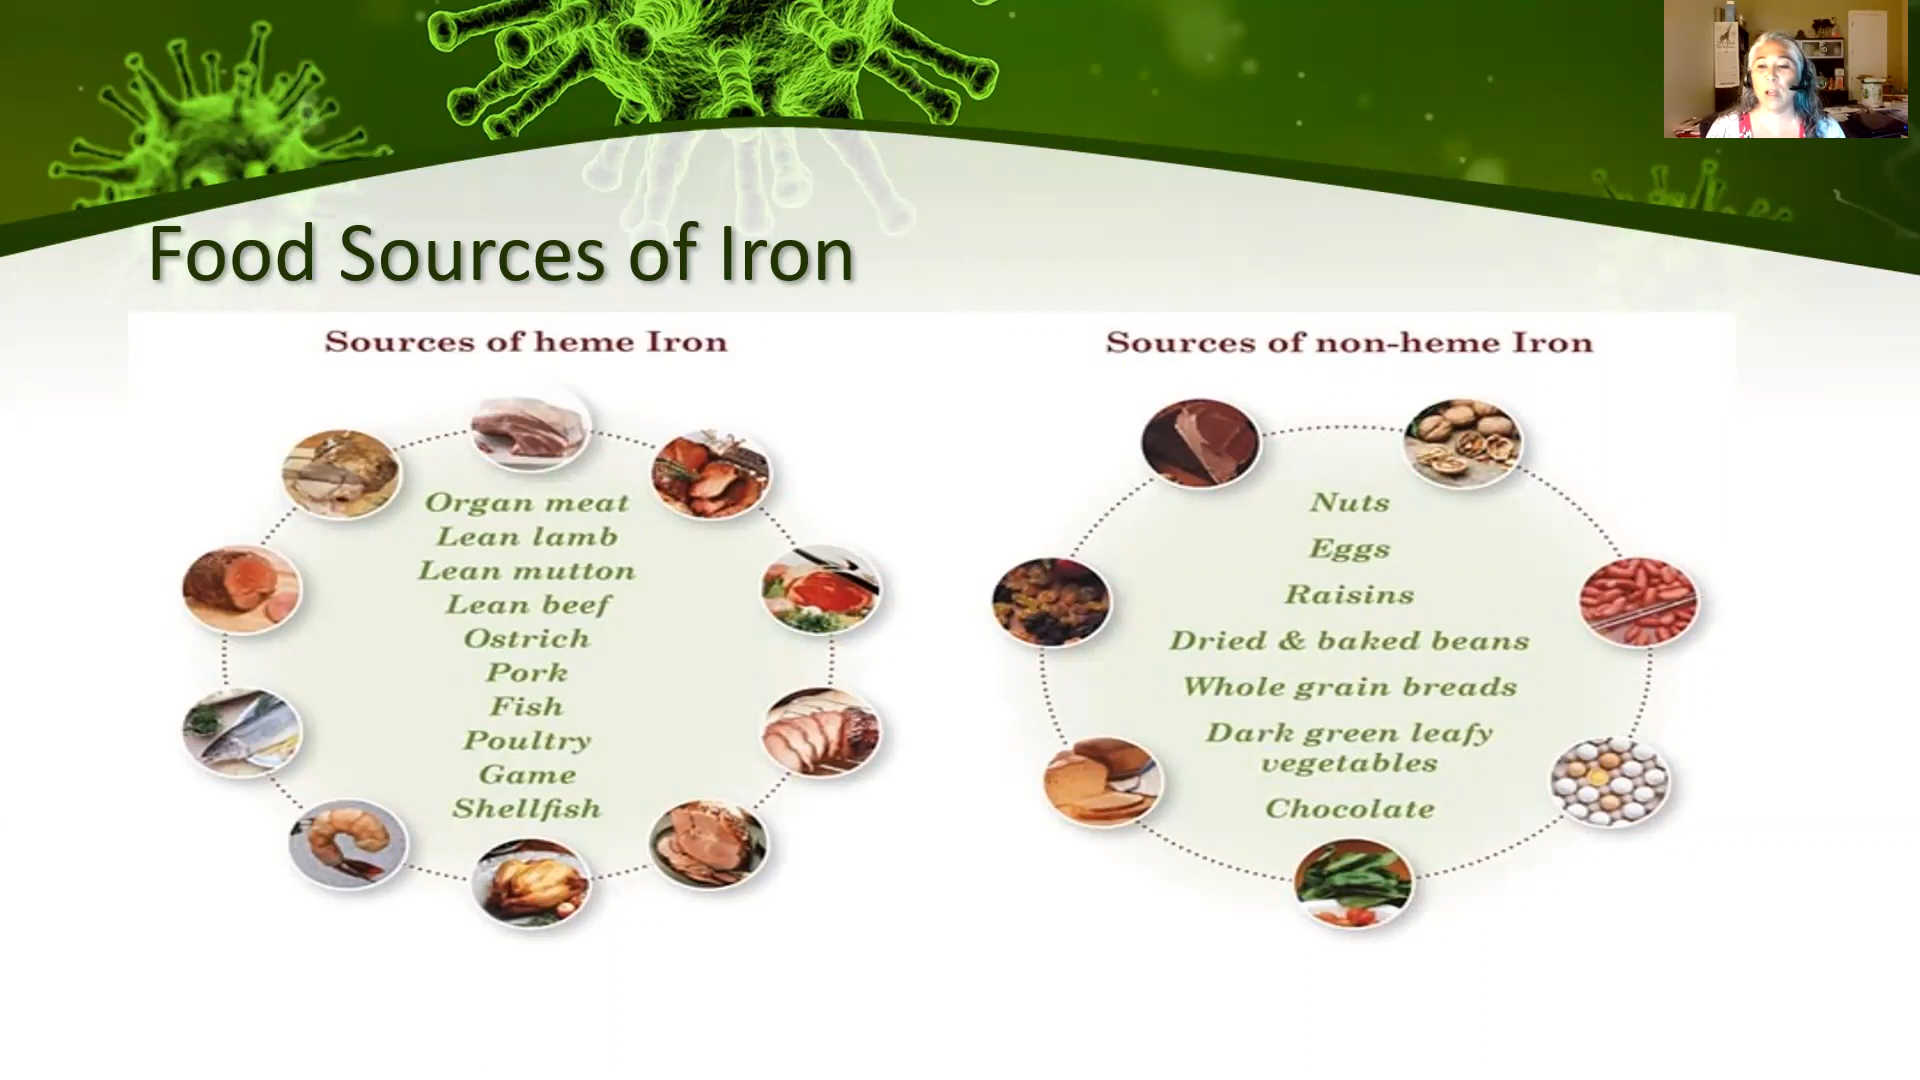 Food Sources of Iron
Sources of heme Iron
Organ meat
Lean lamb
Lean mutton
Lean beef
Ostrich
Pork
Fish
Poultry
Game
Shellfish
Sources of non-heme Iron
Nuts
Eggs
Raisins
Dried & baked beans
Whole grain breads
Dark green leafy
vegetables
Chocolate